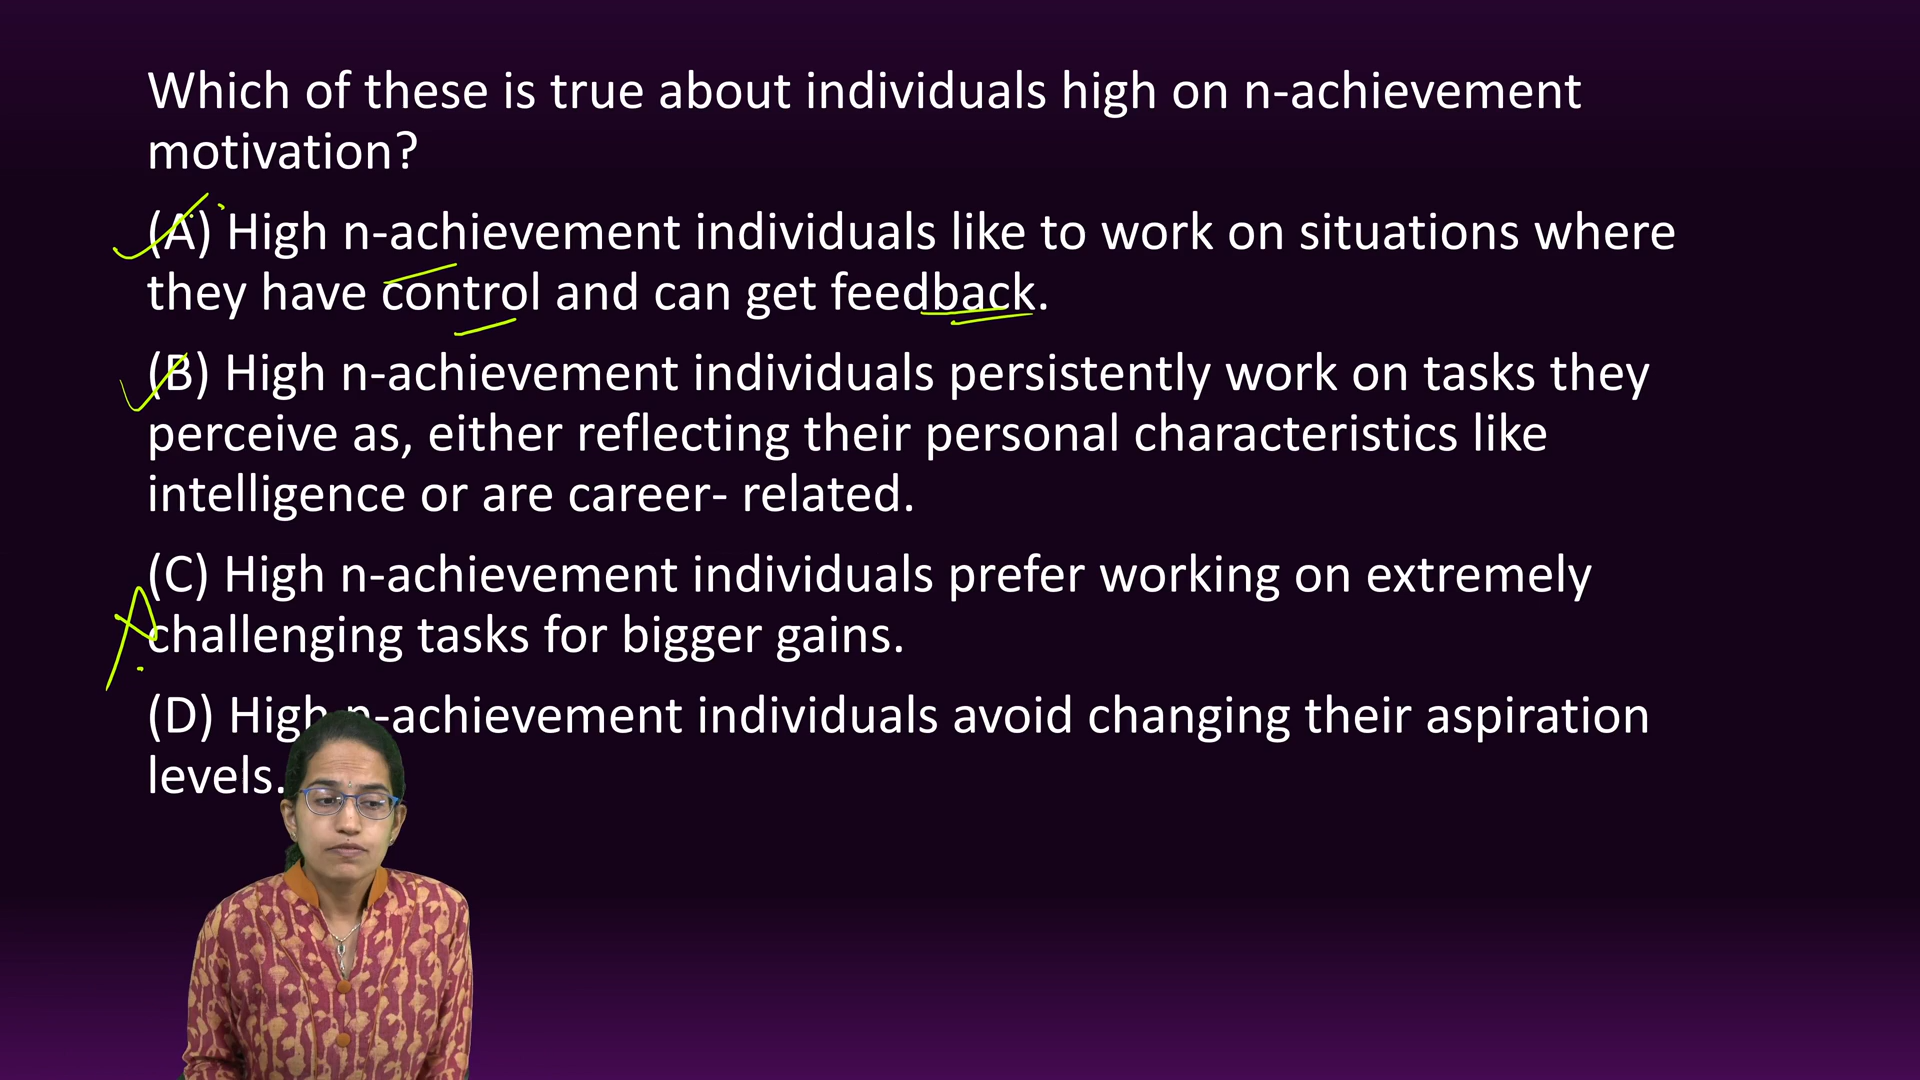 Which of these is true about individuals high on n-achievement
motivation?
(A) High n-achievement individuals like to work on situations where
they have control and can get feedback.
(B) High n-achievement individuals persistently work on tasks they
perceive as, either reflecting their personal characteristics like
intelligence or are career- related.
(C) High n-achievement individuals prefer working on extremely
challenging tasks for bigger gains.
(D) High n-achievement individuals avoid changing their aspiration
levels.